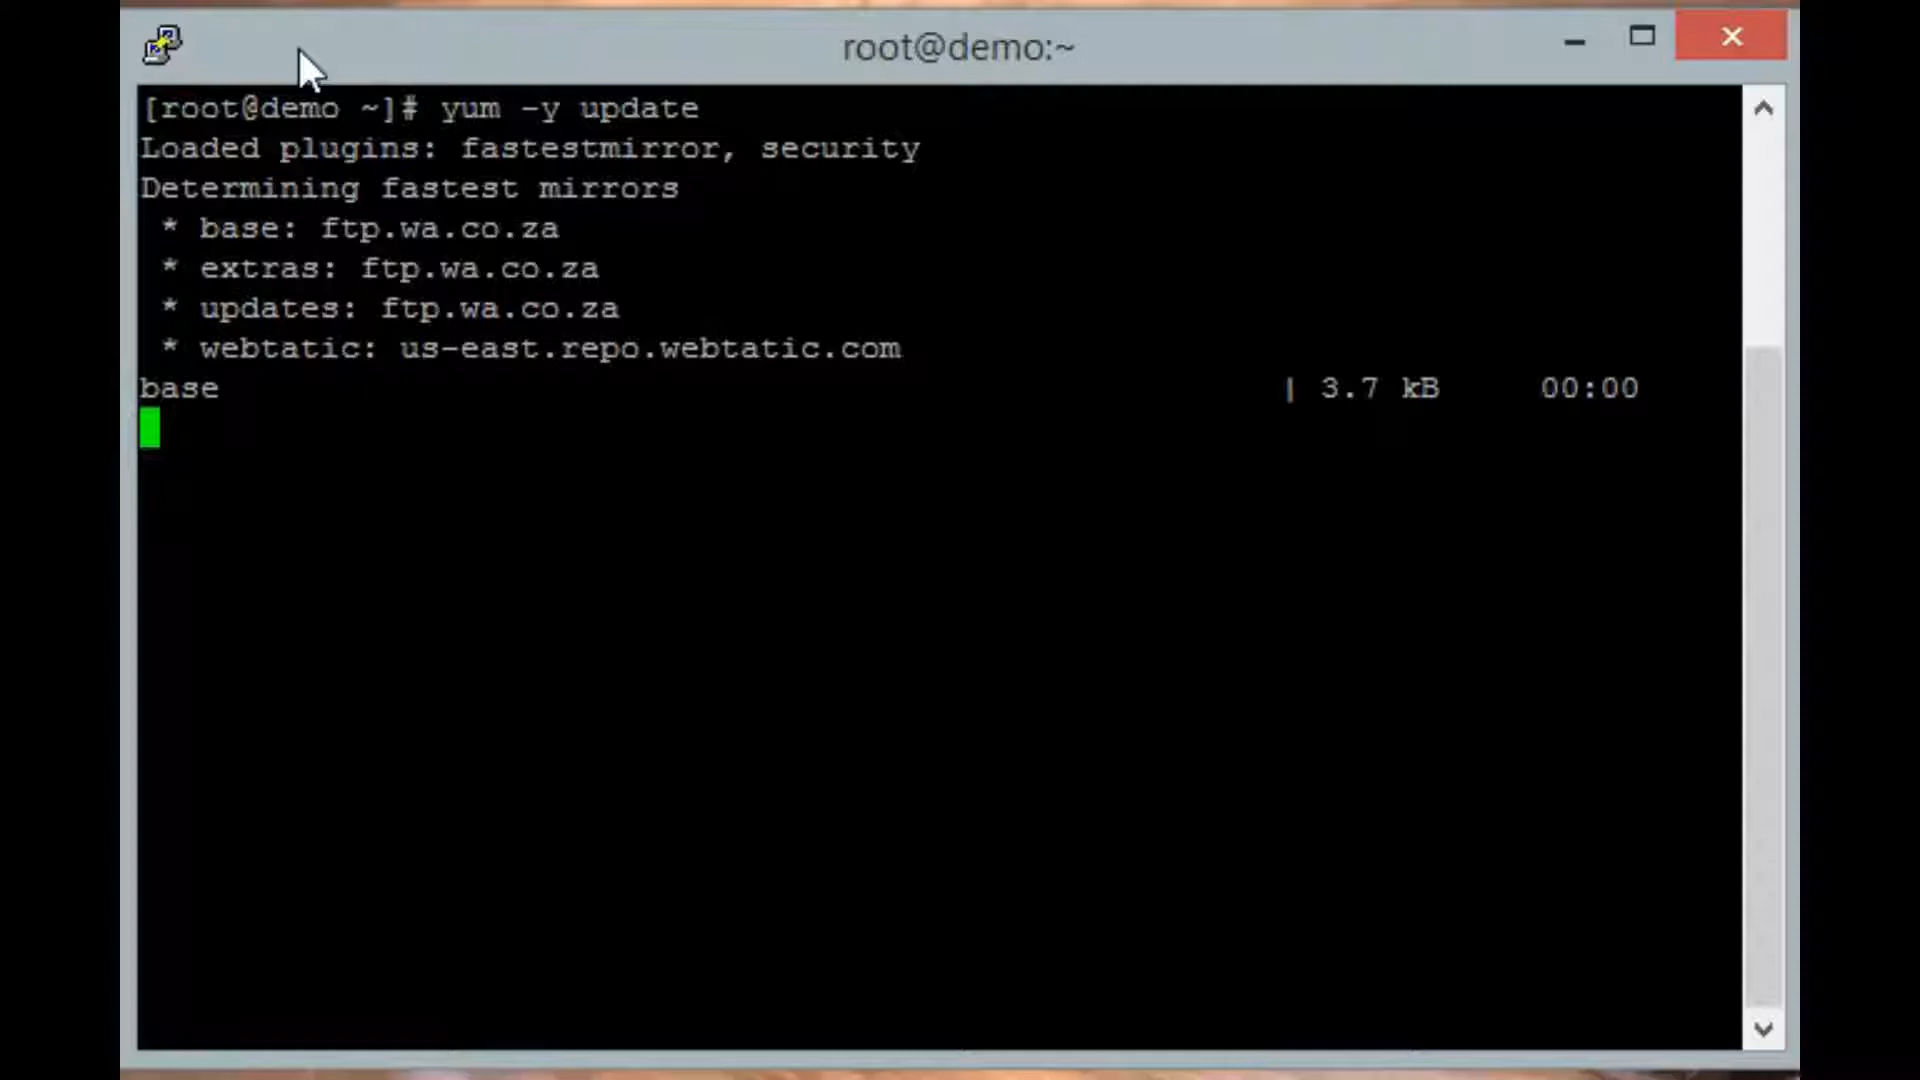 root@demo:~
[root@demo ~]# yum -y update
Loaded plugins: fastestmirror, security
Determining fastest mirrors
 * base: ftp.wa.co.za
 * extras: ftp.wa.co.za
 * updates: ftp.wa.co.za
 * webtatic: us-east.repo.webtatic.com
base | 3.7 kB 00:00